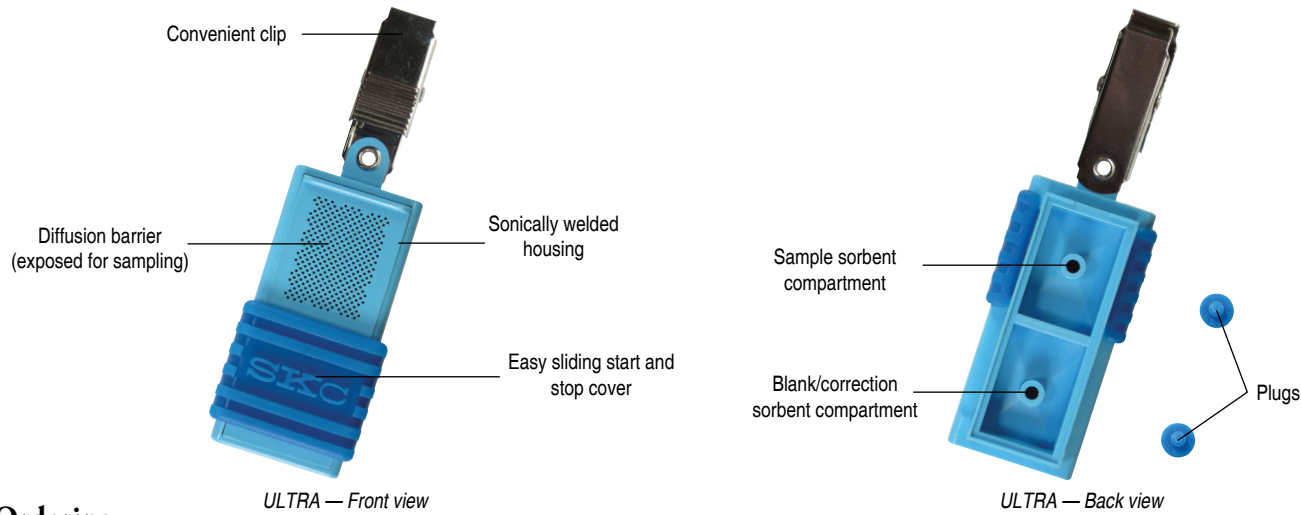 Convenient clip
Diffusion barrier
(exposed for sampling)
Sonically welded
housing
SKC
Easy sliding start and
stop cover
ULTRA — Front view
Sample sorbent
compartment
Blank/correction
sorbent compartment
Plugs
ULTRA — Back view